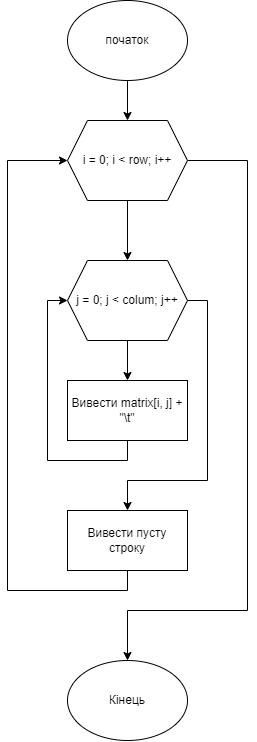 початок
i = 0; i < row; i++
j = 0; j < colum; j++
Вивести matrix[i, j] +
"\t"
Вивести пусту
строку
Кінець